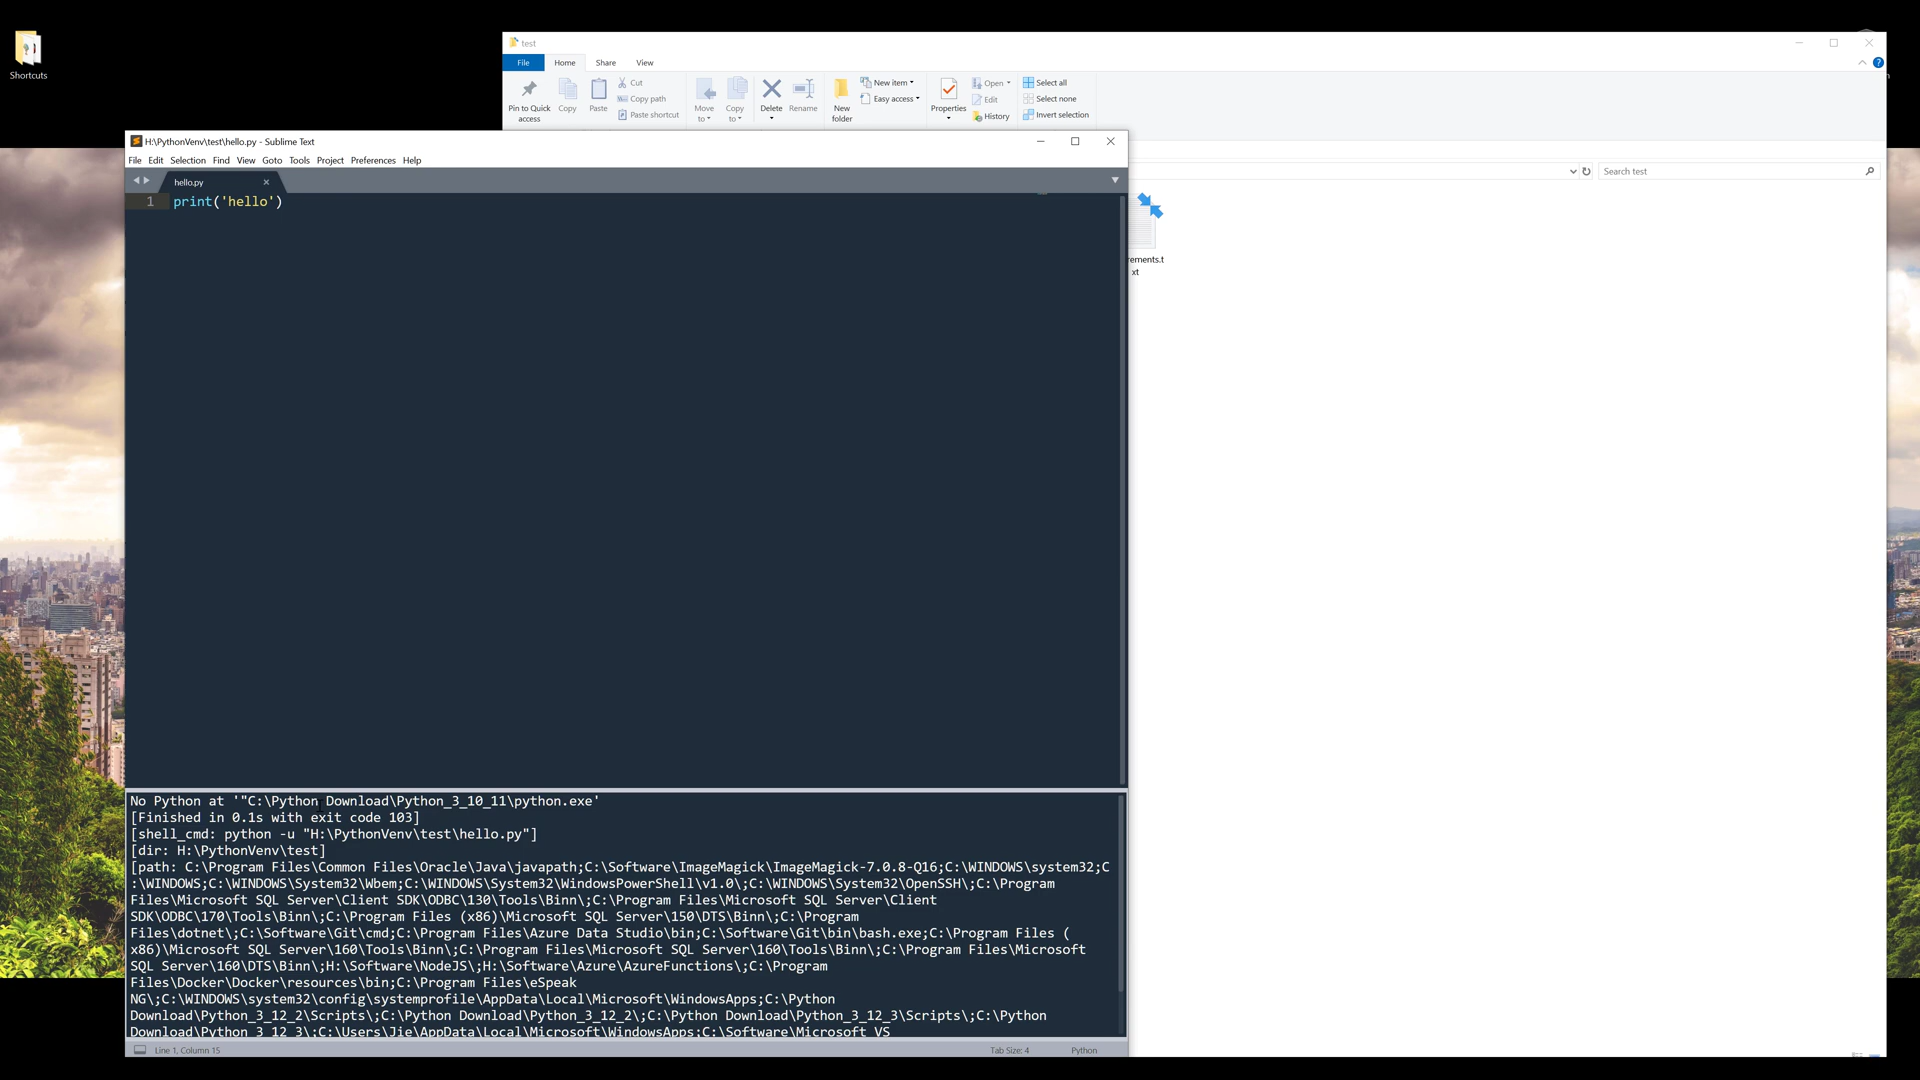 Shortcuts
test
File Home Share View
Pin to Quick access
Copy
Paste
Cut
Copy path
Paste shortcut
Move to
Copy to
Delete
Rename
New folder
New item
Easy access
Properties
Open
Edit
History
Select all
Select none
Invert selection
Search test
rements.t
xt
H:\PythonVenv\test\hello.py - Sublime Text
File Edit Selection Find View Goto Tools Project Preferences Help
hello.py
1 print('hello')
No Python at '"C:\Python Download\Python_3_10_11\python.exe'
[Finished in 0.1s with exit code 103]
[shell_cmd: python -u "H:\PythonVenv\test\hello.py"]
[dir: H:\PythonVenv\test]
[path: C:\Program Files\Common Files\Oracle\Java\javapath;C:\Software\ImageMagick\ImageMagick-7.0.8-Q16;C:\WINDOWS\system32;C
:\WINDOWS;C:\WINDOWS\System32\Wbem;C:\WINDOWS\System32\WindowsPowerShell\v1.0\;C:\WINDOWS\System32\OpenSSH\;C:\Program
Files\Microsoft SQL Server\Client SDK\ODBC\130\Tools\Binn\;C:\Program Files\Microsoft SQL Server\Client
SDK\ODBC\170\Tools\Binn\;C:\Program Files (x86)\Microsoft SQL Server\150\DTS\Binn\;C:\Program
Files\dotnet\;C:\Software\Git\cmd;C:\Program Files\Azure Data Studio\bin;C:\Software\Git\bin\bash.exe;C:\Program Files (
x86)\Microsoft SQL Server\160\Tools\Binn\;C:\Program Files\Microsoft SQL Server\160\Tools\Binn\;C:\Program Files\Microsoft
SQL Server\160\DTS\Binn\;H:\Software\NodeJS\;H:\Software\Azure\AzureFunctions\;C:\Program
Files\Docker\Docker\resources\bin;C:\Program Files\eSpeak
NG\;C:\WINDOWS\system32\config\systemprofile\AppData\Local\Microsoft\WindowsApps;C:\Python
Download\Python_3_12_2\Scripts\;C:\Python Download\Python_3_12_2\;C:\Python Download\Python_3_12_3\Scripts\;C:\Python
Download\Python_3_12_3\;C:\Users\Jie\AppData\Local\Microsoft\WindowsApps;C:\Software\Microsoft VS
Line 1, Column 15
Tab Size: 4
Python